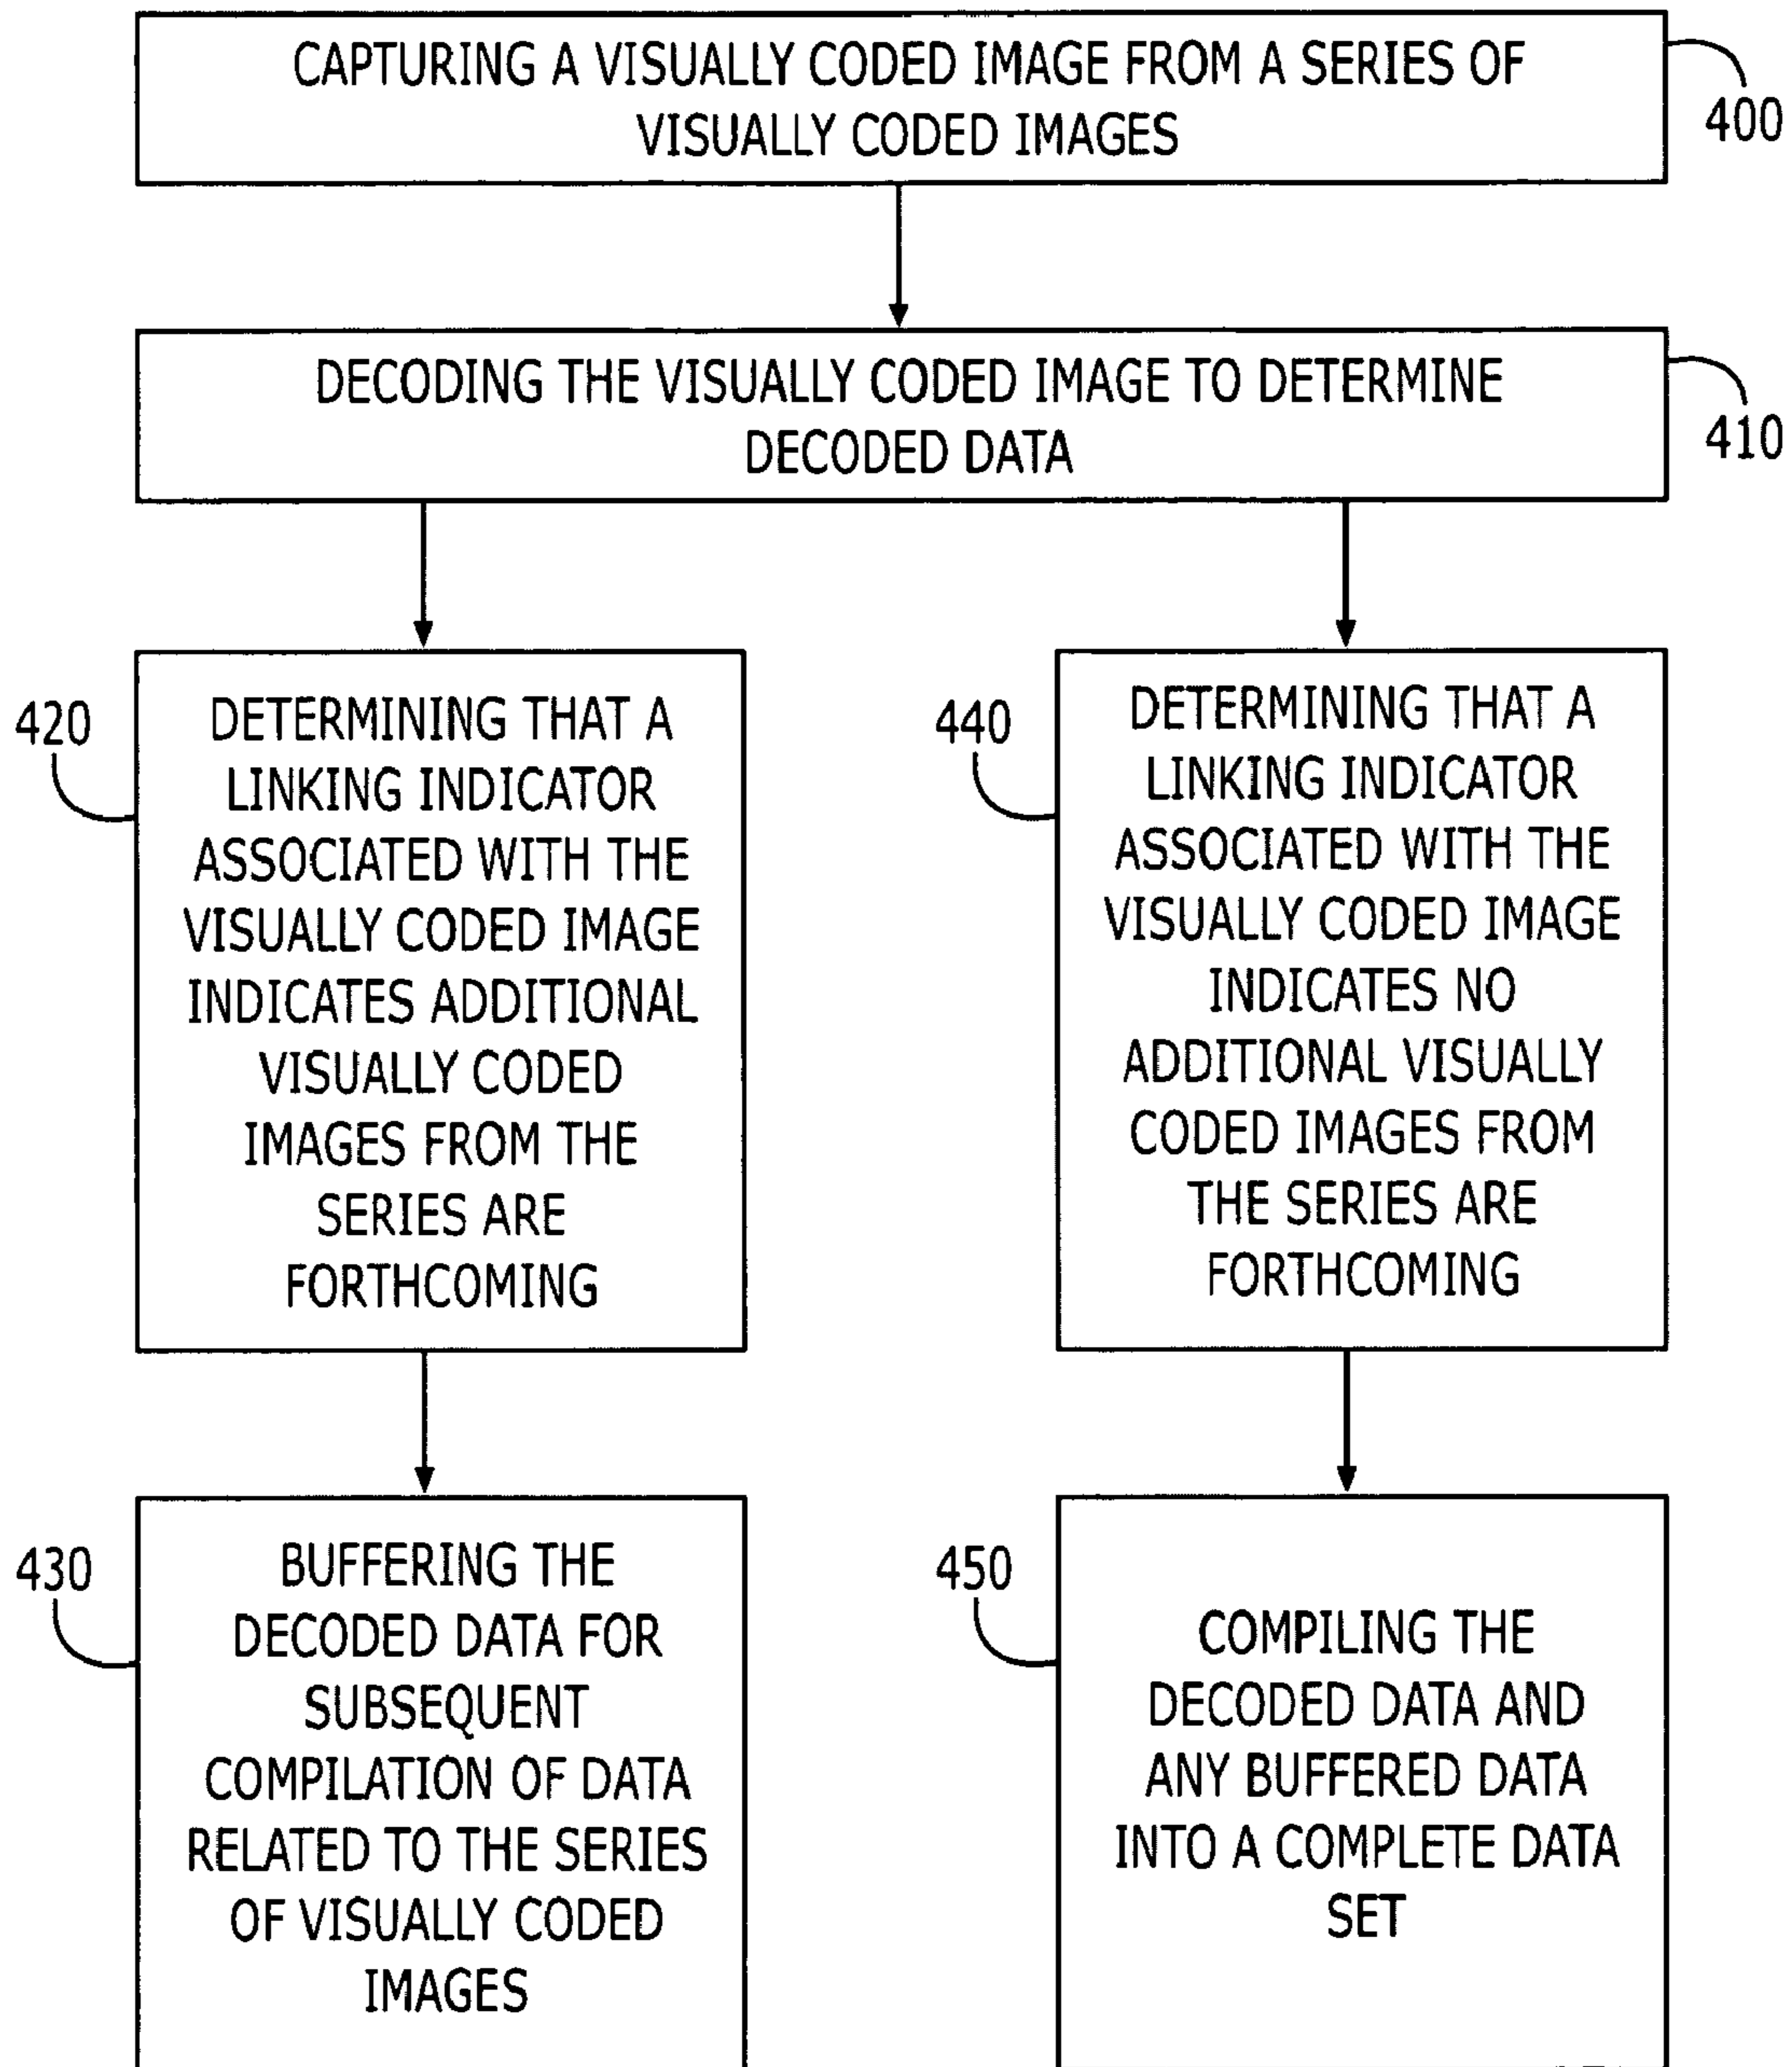 CAPTURING A VISUALLY CODED IMAGE FROM A SERIES OF
VISUALLY CODED IMAGES
400
DECODING THE VISUALLY CODED IMAGE TO DETERMINE
DECODED DATA
410
420
DETERMINING THAT A
LINKING INDICATOR
ASSOCIATED WITH THE
VISUALLY CODED IMAGE
INDICATES ADDITIONAL
VISUALLY CODED
IMAGES FROM THE
SERIES ARE
FORTHCOMING
440
DETERMINING THAT A
LINKING INDICATOR
ASSOCIATED WITH THE
VISUALLY CODED IMAGE
INDICATES NO
ADDITIONAL VISUALLY
CODED IMAGES FROM
THE SERIES ARE
FORTHCOMING
430
BUFFERING THE
DECODED DATA FOR
SUBSEQUENT
COMPILATION OF DATA
RELATED TO THE SERIES
OF VISUALLY CODED
IMAGES
450
COMPILING THE
DECODED DATA AND
ANY BUFFERED DATA
INTO A COMPLETE DATA
SET